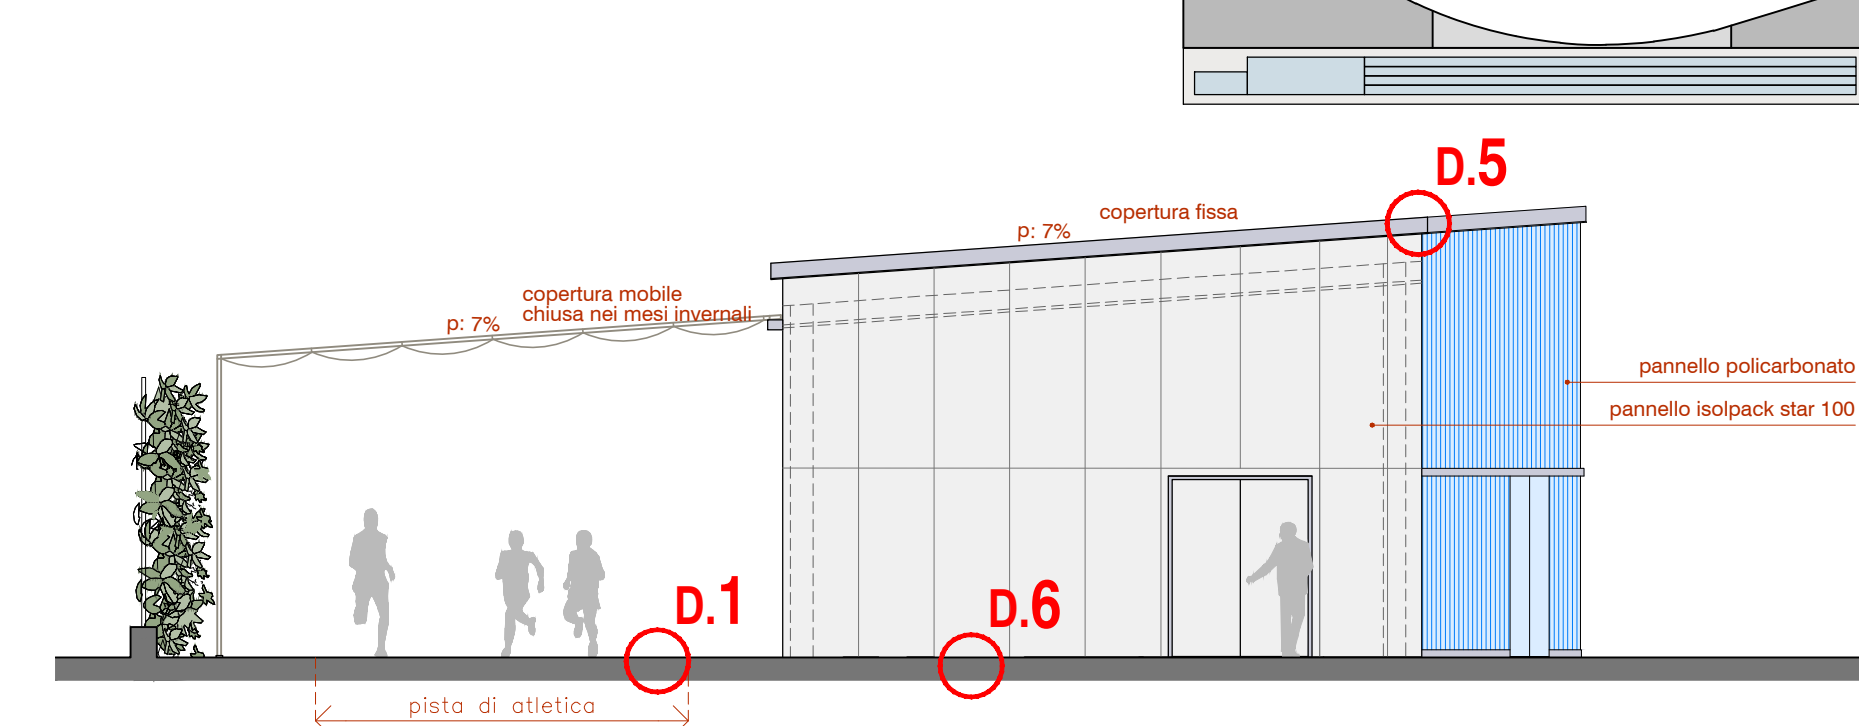 D.5
copertura fissa
p: 7%
copertura mobile
chiusa nei mesi invernali
p: 7%
pannello policarbonato
pannello isolpack star 100
D.1
D.6
pista di atletica